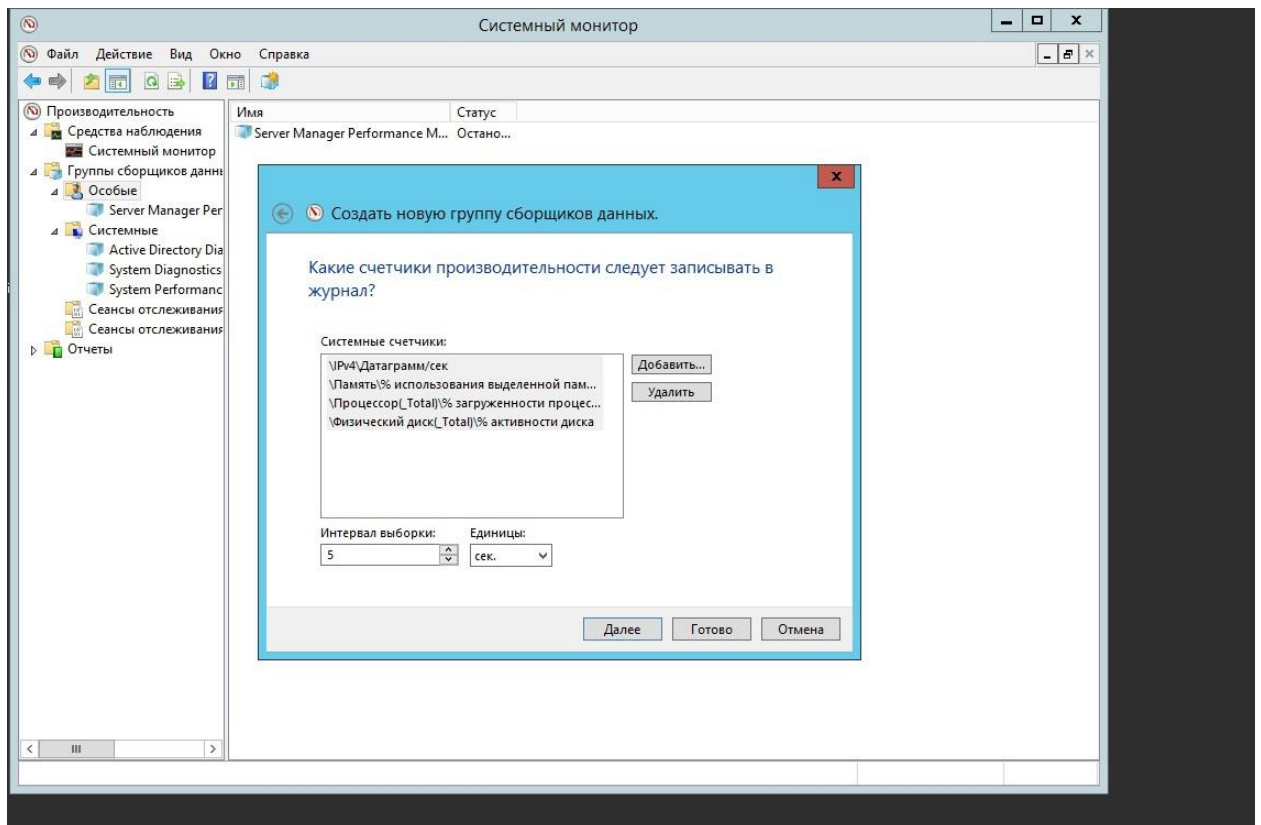 Системный монитор
Файл Действие Вид Окно Справка
Производительность
Средства наблюдения
Системный монитор
Группы сборщиков даннь
Особые
Server Manager Per
Системные
Active Directory Dia
System Diagnostics
System Performanc
Сеансы отслеживания
Сеансы отслеживания
Отчеты
Имя Статус
Server Manager Performance M... Остано...
Создать новую группу сборщиков данных.
Какие счетчики производительности следует записывать в
журнал?
Системные счетчики:
\IPv4\Датаграмм/сек
\Память\% использования выделенной пам...
\Процессор(_Total)\% загруженности процес...
\Физический диск(_Total)\% активности диска
Добавить...
Удалить
Интервал выборки: Единицы:
5 сек.
Далее Готово Отмена